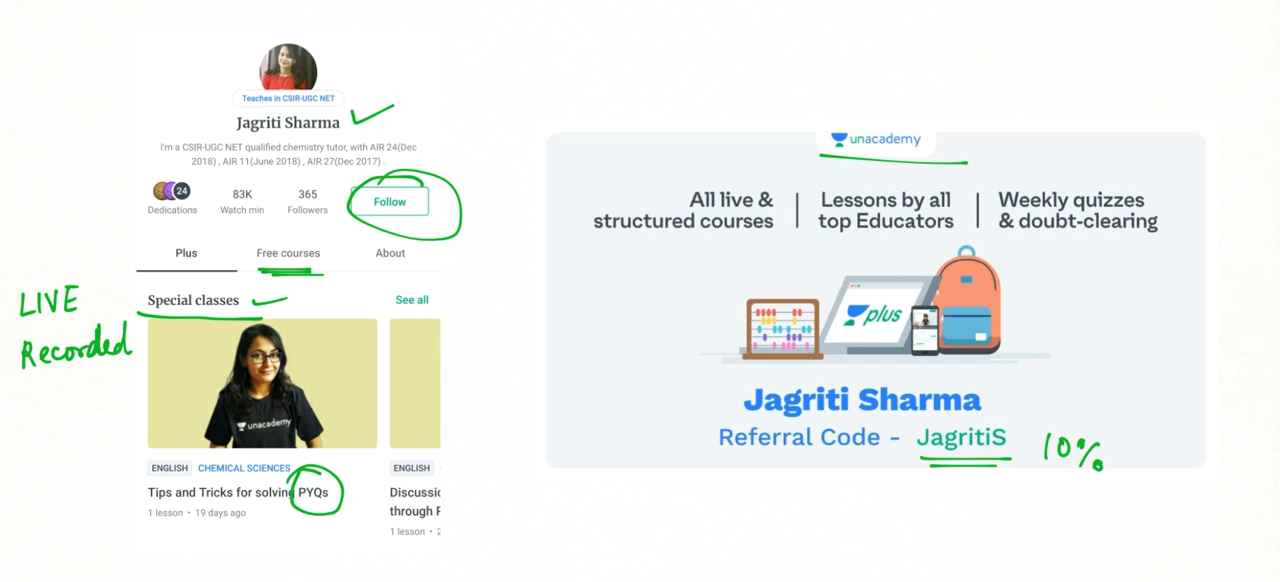 Teaches in CSIR-UGC NET
Jagriti Sharma
I'm a CSIR-UGC NET qualified chemistry tutor, with AIR 24(Dec
2018) , AIR 11(June 2018) , AIR 27(Dec 2017) .
24
Dedications
83K
Watch min
365
Followers
Follow
Plus
Free courses
About
LIVE
Recorded
Special classes
See all
unacademy
ENGLISH
CHEMICAL SCIENCES
Tips and Tricks for solving PYQs
1 lesson • 19 days ago
ENGLISH
through
1 lesson •
unacademy
All live &
structured courses
Lessons by all
top Educators
Weekly quizzes
& doubt-clearing
plus
Jagriti Sharma
Referral Code - JagritiS
10%